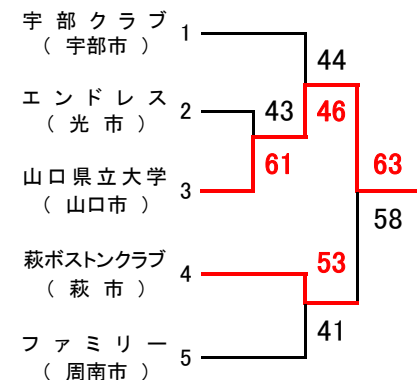 宇部クラブ 1
（ 宇部市 ）
44
エンドレス 2
43 46
（ 光市 ）
山口県立大学 3
61 63
（ 山口市 ）
58
萩ボストンクラブ 4
53
（ 萩市 ）
41
ファミリー 5
（ 周南市 ）